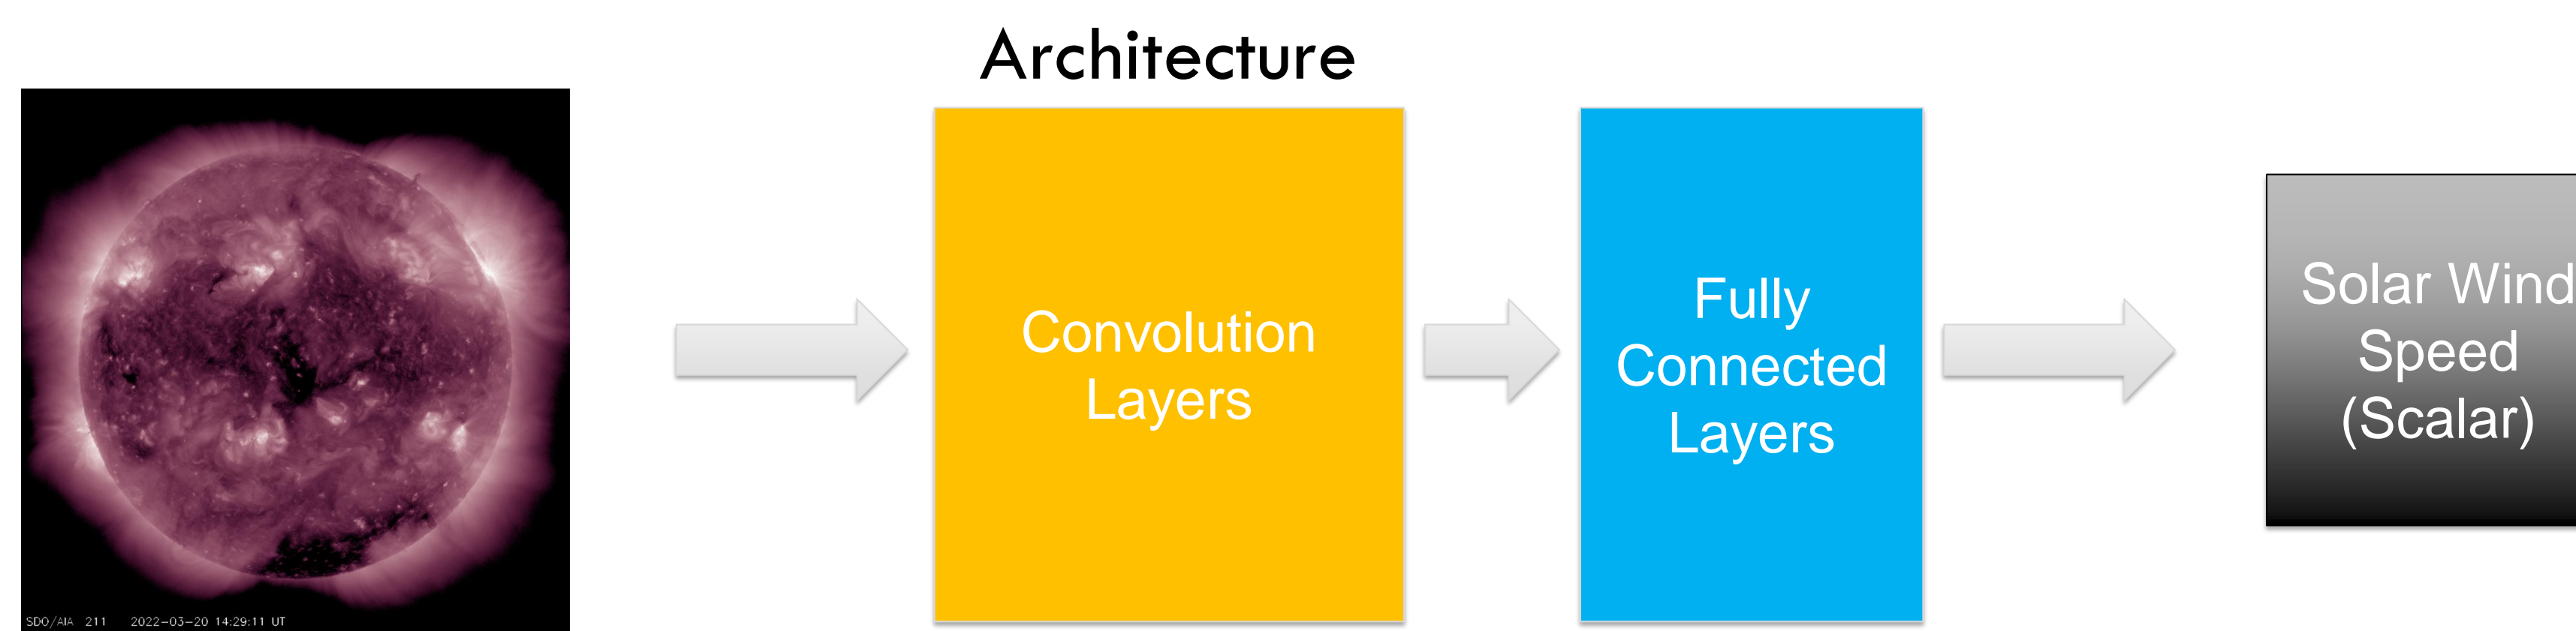 Architecture
Convolution
Layers
Fully
Connected
Layers
Solar Wind
Speed
(Scalar)
SDO/AIA 211 2022-03-20 14:29:11 UT